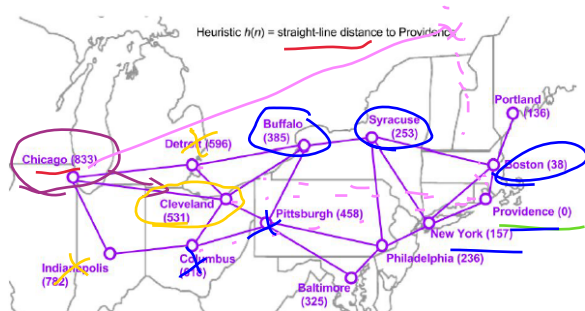 Heuristic h(n) = straight-line distance to Providence
Portland
(136)
Syracuse
(253)
Buffalo
(385)
Detroit (596)
Chicago (833)
Boston (38)
Cleveland
(531)
Pittsburgh (458)
Providence (0)
New York (157)
Indianapolis
(782)
Columbus
Philadelphia (236)
Baltimore
(325)